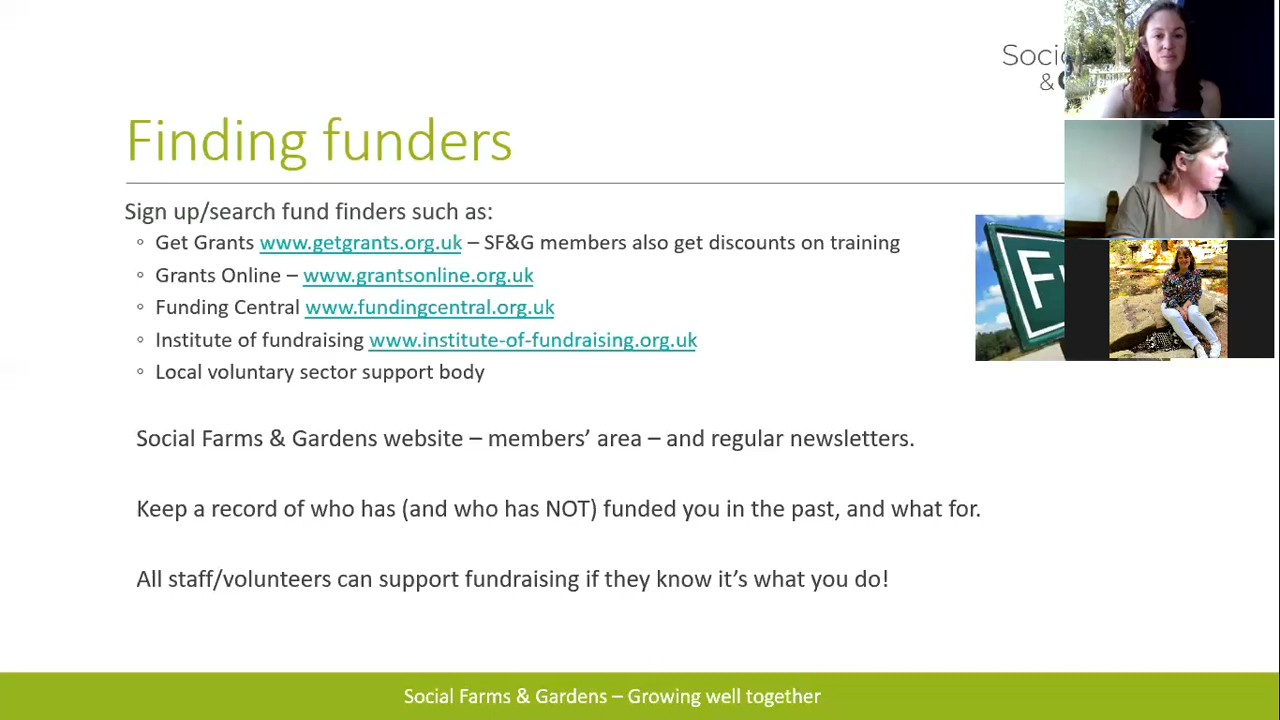 Finding funders
Sign up/search fund finders such as:
◦ Get Grants www.getgrants.org.uk – SF&G members also get discounts on training
◦ Grants Online – www.grantsonline.org.uk
◦ Funding Central www.fundingcentral.org.uk
◦ Institute of fundraising www.institute-of-fundraising.org.uk
◦ Local voluntary sector support body
Social Farms & Gardens website – members’ area – and regular newsletters.
Keep a record of who has (and who has NOT) funded you in the past, and what for.
All staff/volunteers can support fundraising if they know it’s what you do!
Social Farms & Gardens – Growing well together